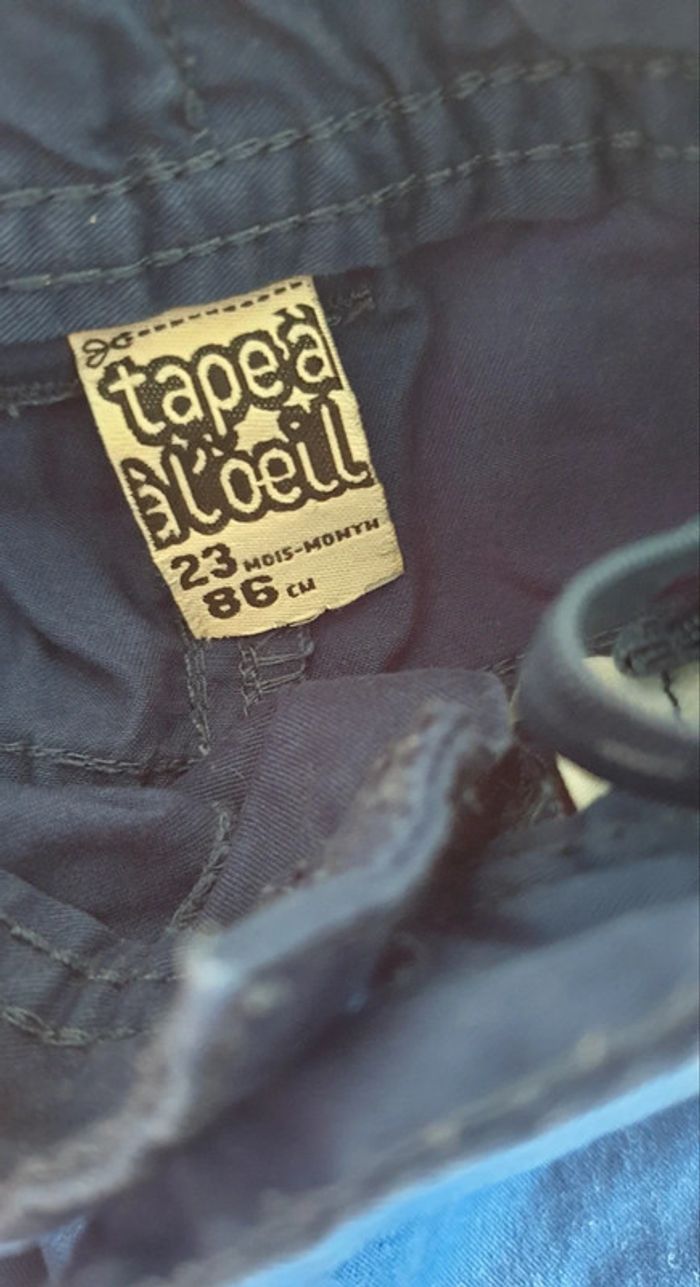 tape à
l'oeil
23 MOIS-MONTH
86 CM